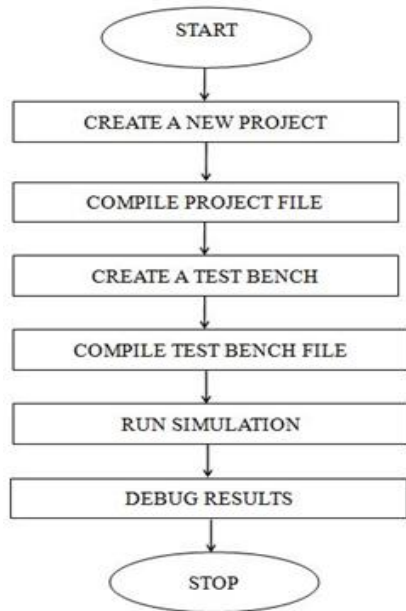 START
CREATE A NEW PROJECT
COMPILE PROJECT FILE
CREATE A TEST BENCH
COMPILE TEST BENCH FILE
RUN SIMULATION
DEBUG RESULTS
STOP